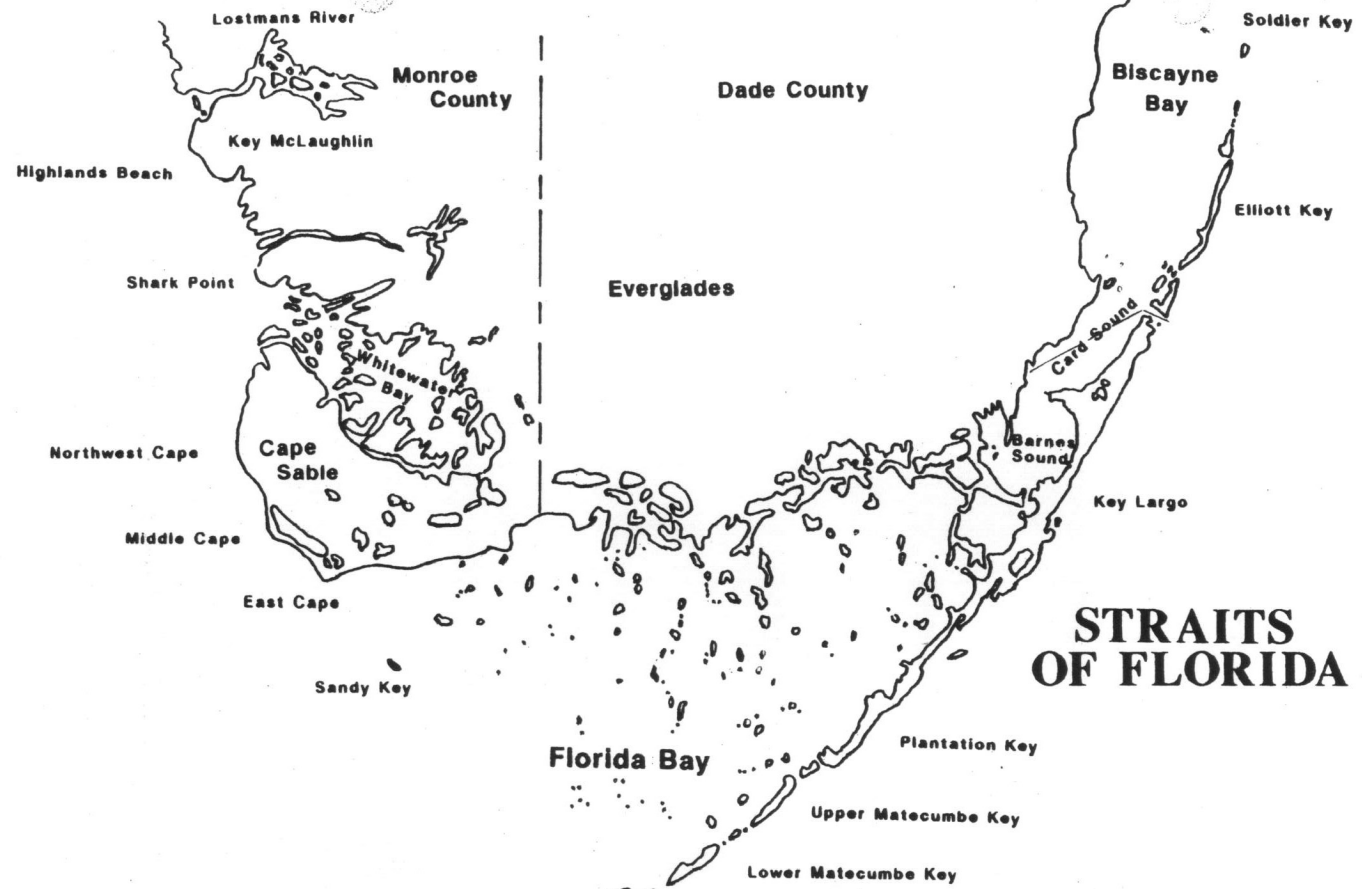 Lostmans River
Soldier Key
Monroe
County
Dade County
Biscayne
Bay
Key McLaughlin
Highlands Beach
Elliott Key
Shark Point
Everglades
Card Sound
Whitewater
Bay
Northwest Cape
Cape
Sable
Barnes
Sound
Key Largo
Middle Cape
East Cape
STRAITS
OF FLORIDA
Sandy Key
Plantation Key
Florida Bay
Upper Matecumbe Key
Lower Matecumbe Key